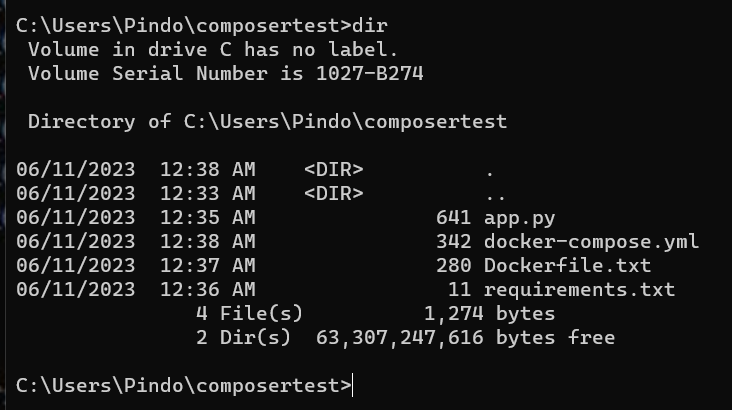 C:\Users\Pindo\composertest>dir
 Volume in drive C has no label.
 Volume Serial Number is 1027-B274

 Directory of C:\Users\Pindo\composertest

06/11/2023  12:38 AM    <DIR>          .
06/11/2023  12:33 AM    <DIR>          ..
06/11/2023  12:35 AM               641 app.py
06/11/2023  12:38 AM               342 docker-compose.yml
06/11/2023  12:37 AM               280 Dockerfile.txt
06/11/2023  12:36 AM                11 requirements.txt
               4 File(s)          1,274 bytes
               2 Dir(s)  63,307,247,616 bytes free

C:\Users\Pindo\composertest>